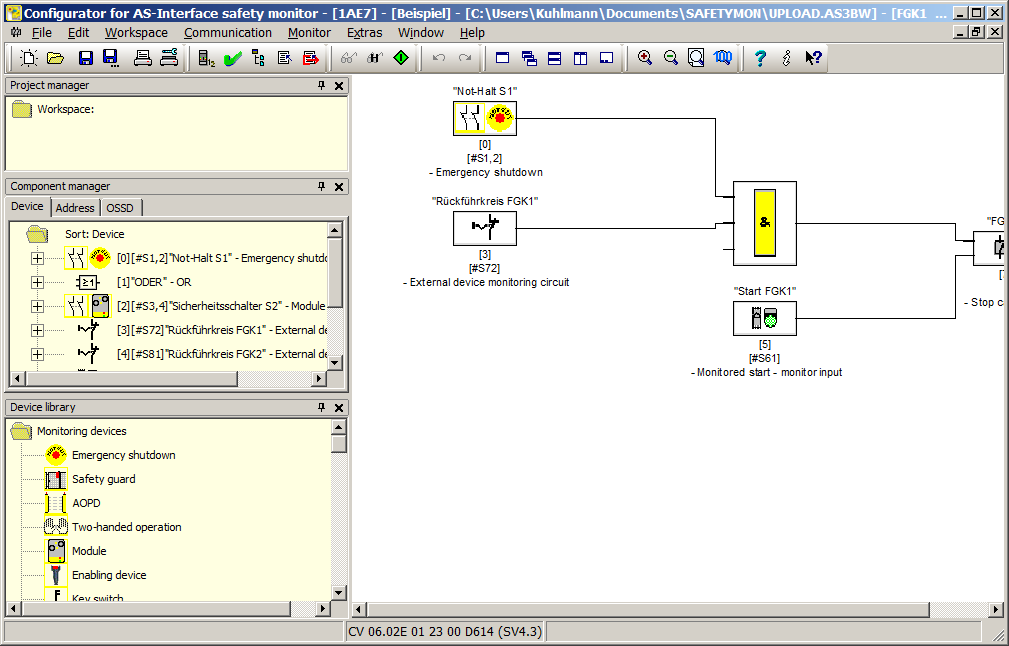 Configurator for AS-Interface safety monitor - [1AE7] - [Beispiel] - [C:\Users\Kuhlmann\Documents\SAFETYMON\UPLOAD.AS3BW] - [FGK1 ...
File Edit Workspace Communication Monitor Extras Window Help
Project manager
Workspace:
Component manager
Device Address OSSD
Sort: Device
[0][#S1,2]"Not-Halt S1" - Emergency shutdo
[1]"ODER" - OR
[2][#S3,4]"Sicherheitsschalter S2" - Module
[3][#S72]"Rückführkreis FGK1" - External de
[4][#S81]"Rückführkreis FGK2" - External de
Device library
Monitoring devices
Emergency shutdown
Safety guard
AOPD
Two-handed operation
Module
Enabling device
Key switch
"Not-Halt S1"
[0]
[#S1,2]
- Emergency shutdown
"Rückführkreis FGK1"
[3]
[#S72]
- External device monitoring circuit
&
"Start FGK1"
[5]
[#S61]
- Monitored start - monitor input
"FG
[
- Stop c
CV 06.02E 01 23 00 D614 (SV4.3)